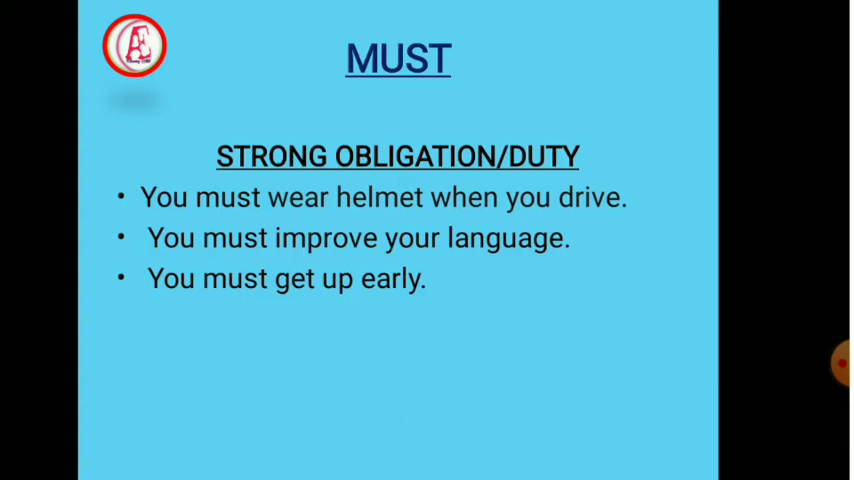 Æ
MUST
STRONG OBLIGATION/DUTY
• You must wear helmet when you drive.
• You must improve your language.
• You must get up early.